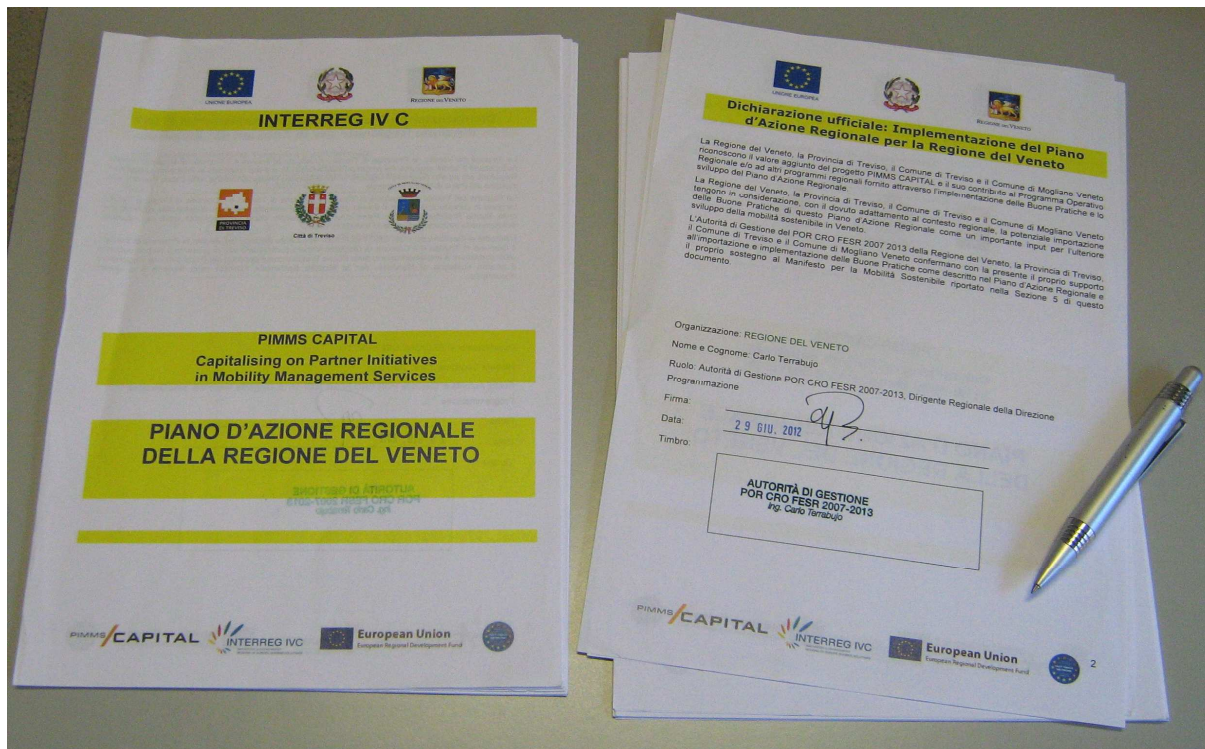 UNIONE EUROPEA
REGIONE DEL VENETO
INTERREG IV C
PROVINCIA
DI TREVISO
Città di Treviso
PIMMS CAPITAL
Capitalising on Partner Initiatives
in Mobility Management Services
PIANO D'AZIONE REGIONALE
DELLA REGIONE DEL VENETO
AUTORITÀ DI GESTIONE
POR CRO FESR 2007-2013
Ing. Carlo Terrabujo
PIMMS CAPITAL
INTERREG IVC
European Union
European Regional Development Fund
UNIONE EUROPEA
REGIONE DEL VENETO
Dichiarazione ufficiale: Implementazione del Piano
d'Azione Regionale per la Regione del Veneto
La Regione del Veneto, la Provincia di Treviso, il Comune di Treviso e il Comune di Mogliano Veneto
riconoscono il valore aggiunto del progetto PIMMS CAPITAL e il suo contributo al Programma Operativo
Regionale e/o ad altri programmi regionali fornito attraverso l'implementazione delle Buone Pratiche e lo
sviluppo del Piano d'Azione Regionale.
La Regione del Veneto, la Provincia di Treviso, il Comune di Treviso e il Comune di Mogliano Veneto
tengono in considerazione, con il dovuto adattamento al contesto regionale, la potenziale importazione
delle Buone Pratiche di questo Piano d'Azione Regionale come un importante input per l'ulteriore
sviluppo della mobilità sostenibile in Veneto.
L'Autorità di Gestione del POR CRO FESR 2007 2013 della Regione del Veneto, la Provincia di Treviso,
il Comune di Treviso e il Comune di Mogliano Veneto confermano con la presente il proprio supporto
all'importazione e implementazione delle Buone Pratiche come descritto nel Piano d'Azione Regionale e
il proprio sostegno al Manifesto per la Mobilità Sostenibile riportato nella Sezione 5 di questo
documento.
Organizzazione: REGIONE DEL VENETO
Nome e Cognome: Carlo Terrabujo
Ruolo: Autorità di Gestione POR CRO FESR 2007-2013, Dirigente Regionale della Direzione
Programmazione
Firma:
Data: 29 GIU. 2012
Timbro:
AUTORITÀ DI GESTIONE
POR CRO FESR 2007-2013
Ing. Carlo Terrabujo
PIMMS CAPITAL
INTERREG IVC
European Union
European Regional Development Fund
2